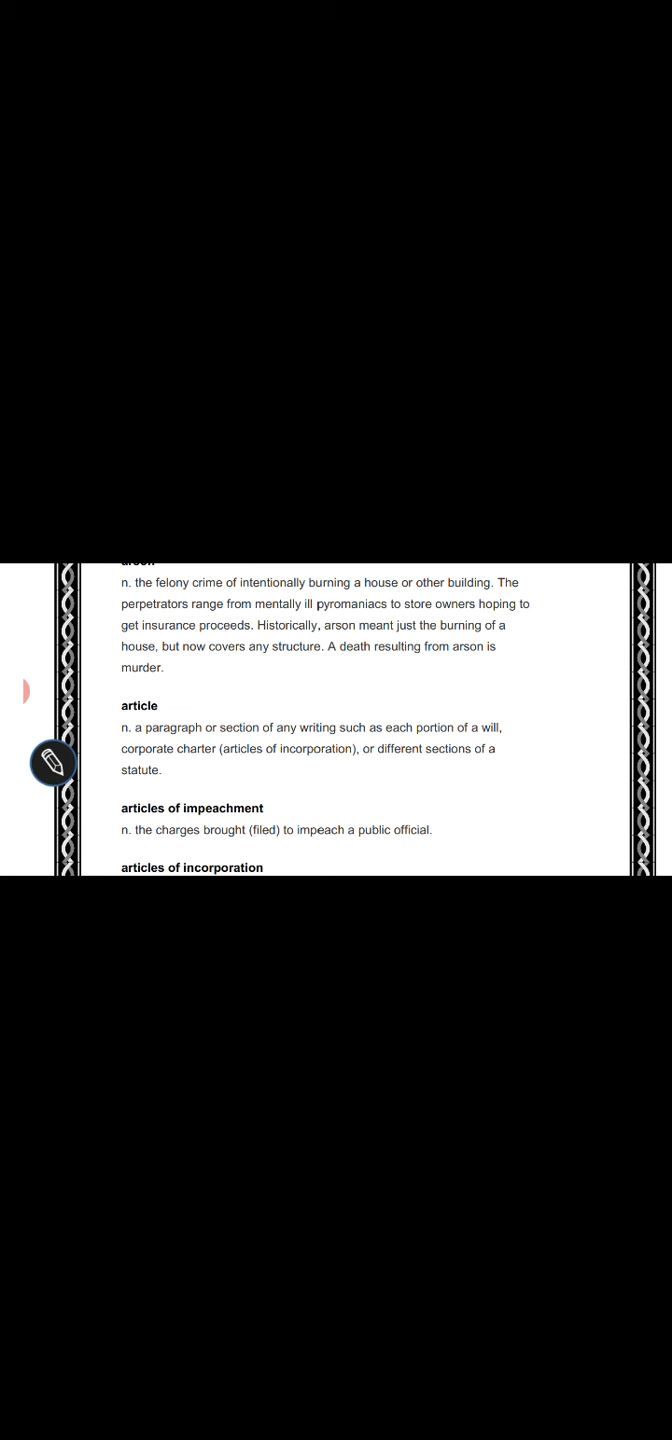 arson
n. the felony crime of intentionally burning a house or other building. The
perpetrators range from mentally ill pyromaniacs to store owners hoping to
get insurance proceeds. Historically, arson meant just the burning of a
house, but now covers any structure. A death resulting from arson is
murder.
article
n. a paragraph or section of any writing such as each portion of a will,
corporate charter (articles of incorporation), or different sections of a
statute.
articles of impeachment
n. the charges brought (filed) to impeach a public official.
articles of incorporation